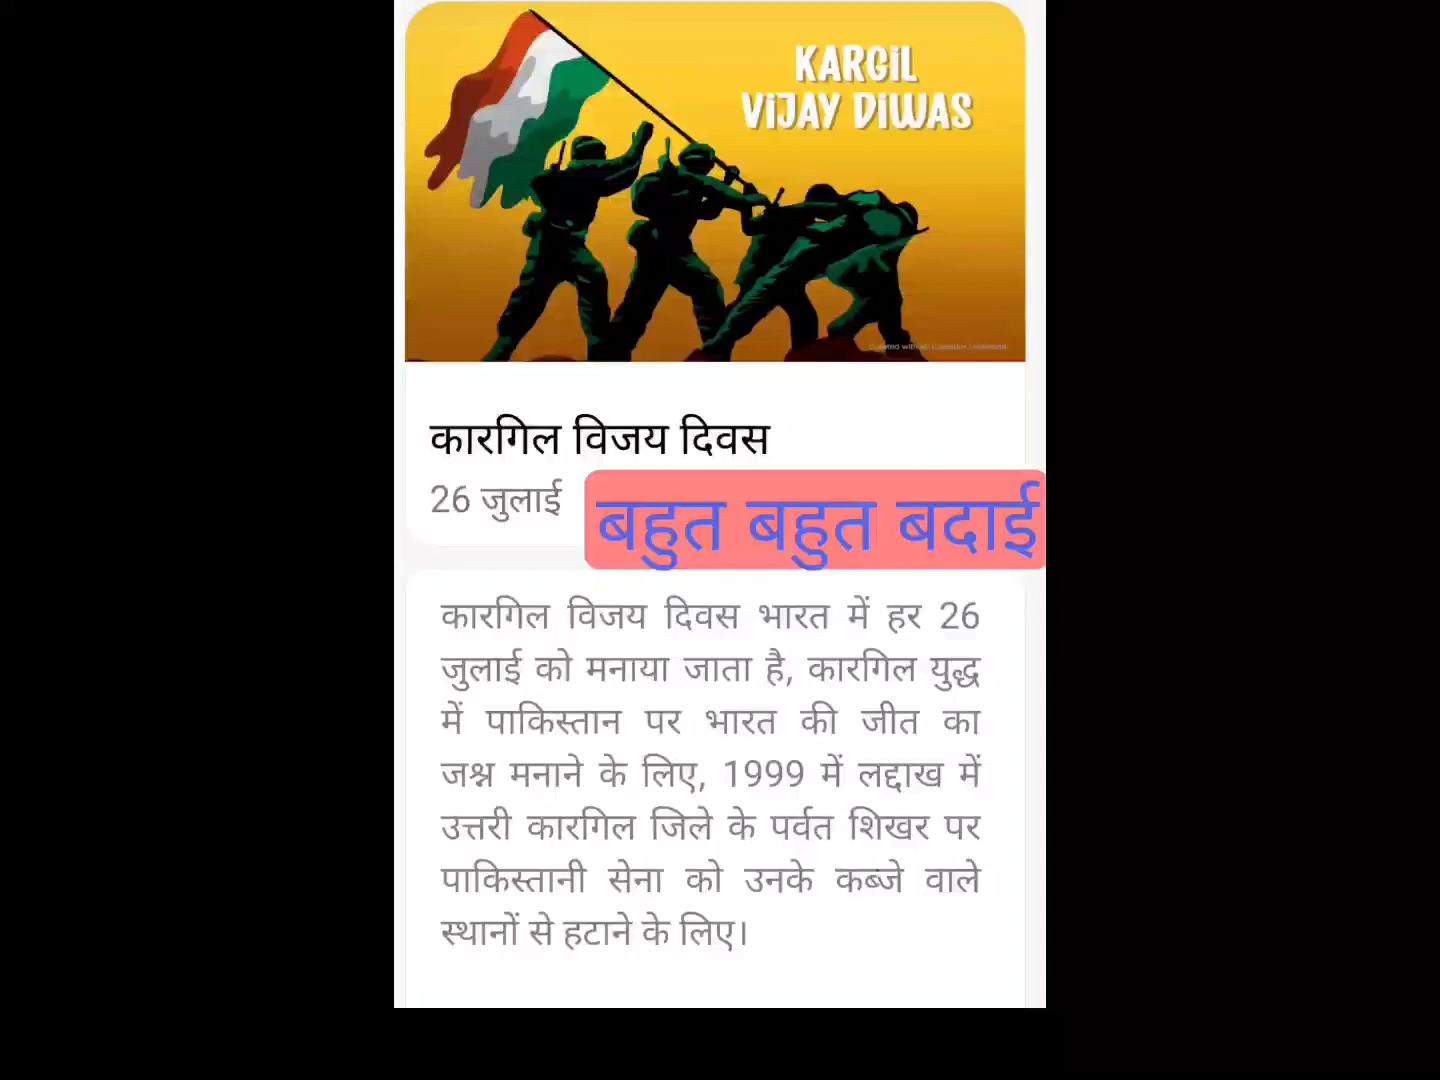 KARGIL
VIJAY DIWAS
कारगिल विजय दिवस
26 जुलाई
बहुत बहुत बदाई
कारगिल विजय दिवस भारत में हर 26
जुलाई को मनाया जाता है, कारगिल युद्ध
में पाकिस्तान पर भारत की जीत का
जश्न मनाने के लिए, 1999 में लद्दाख में
उत्तरी कारगिल जिले के पर्वत शिखर पर
पाकिस्तानी सेना को उनके कब्जे वाले
स्थानों से हटाने के लिए।